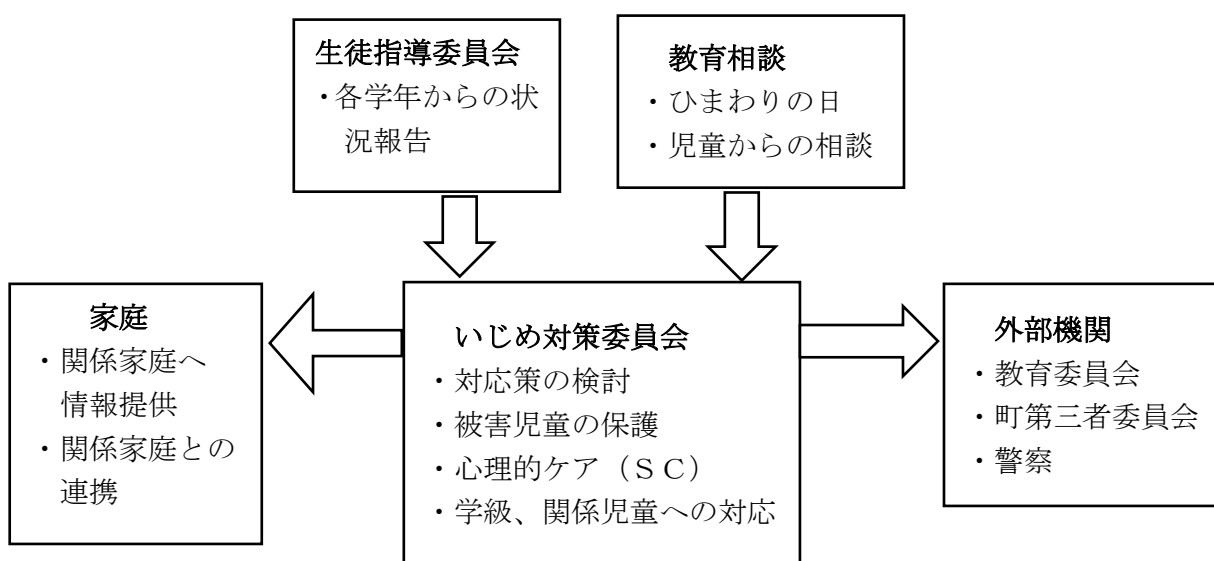 生徒指導委員会
・各学年からの状
況報告
教育相談
・ひまわりの日
・児童からの相談
家庭
・関係家庭へ
情報提供
・関係家庭との
連携
いじめ対策委員会
・対応策の検討
・被害児童の保護
・心理的ケア（ＳＣ）
・学級、関係児童への対応
外部機関
・教育委員会
・町第三者委員会
・警察